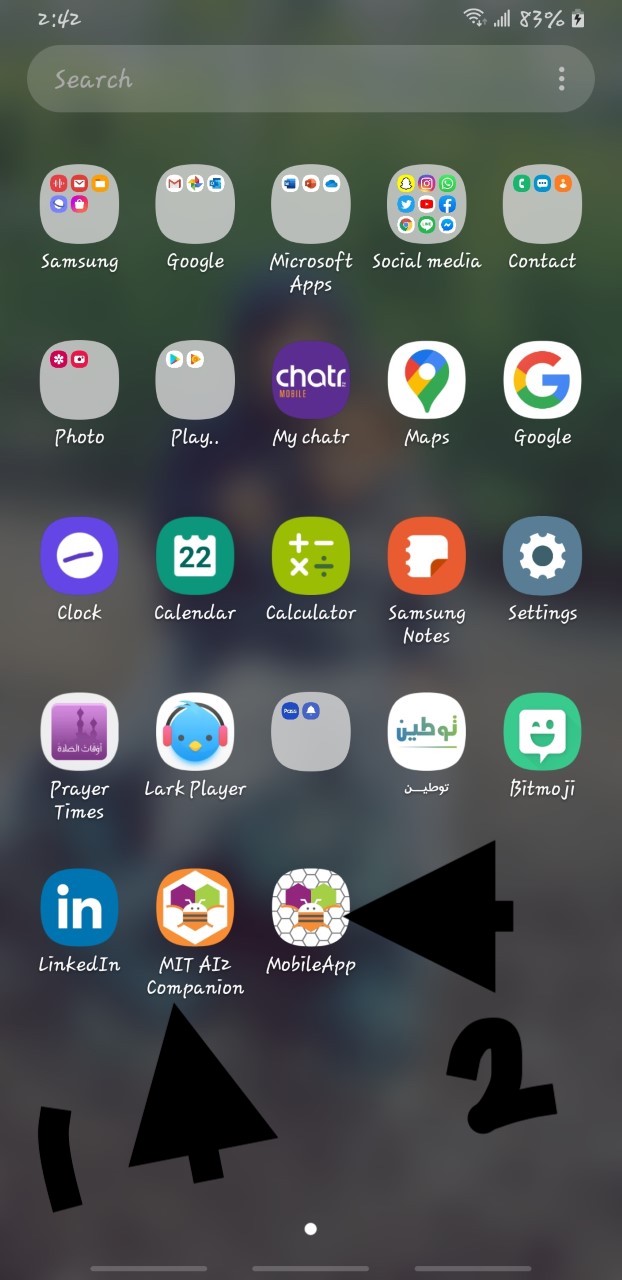 2:42
83%
Search
Samsung
Google
Microsoft
Apps
Social media
Contact
chatr
MOBILE
G
Photo
Play..
My chatr
Maps
Google
22
Clock
Calendar
Calculator
Samsung
Notes
Settings
أوقات الصلاة
توطين
Prayer
Times
Lark Player
Pass
توطيــن
Bitmoji
in
LinkedIn
MIT AI2
Companion
MobileApp
1
2